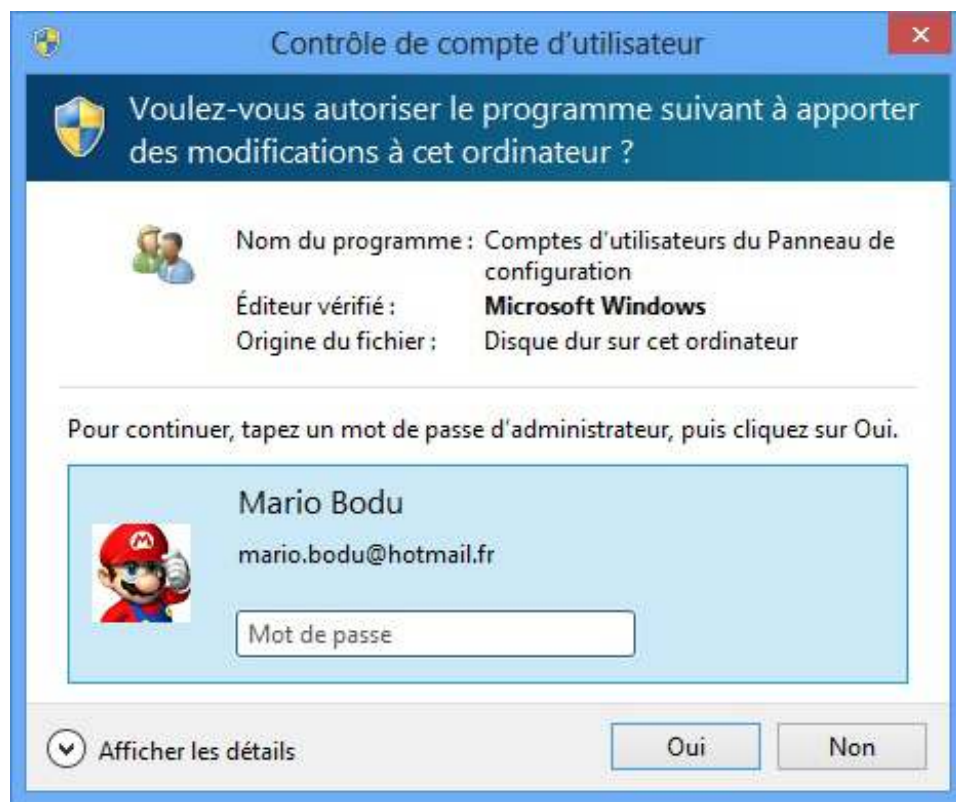 Contrôle de compte d'utilisateur
Voulez-vous autoriser le programme suivant à apporter
des modifications à cet ordinateur ?
Nom du programme : Comptes d'utilisateurs du Panneau de
configuration
Éditeur vérifié : Microsoft Windows
Origine du fichier : Disque dur sur cet ordinateur
Pour continuer, tapez un mot de passe d'administrateur, puis cliquez sur Oui.
Mario Bodu
mario.bodu@hotmail.fr
Mot de passe
Afficher les détails Oui Non